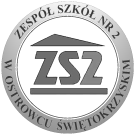 ZESPÓŁ SZKÓŁ NR 2
ZS2
W OSTROWCU ŚWIĘTOKRZYSKIM